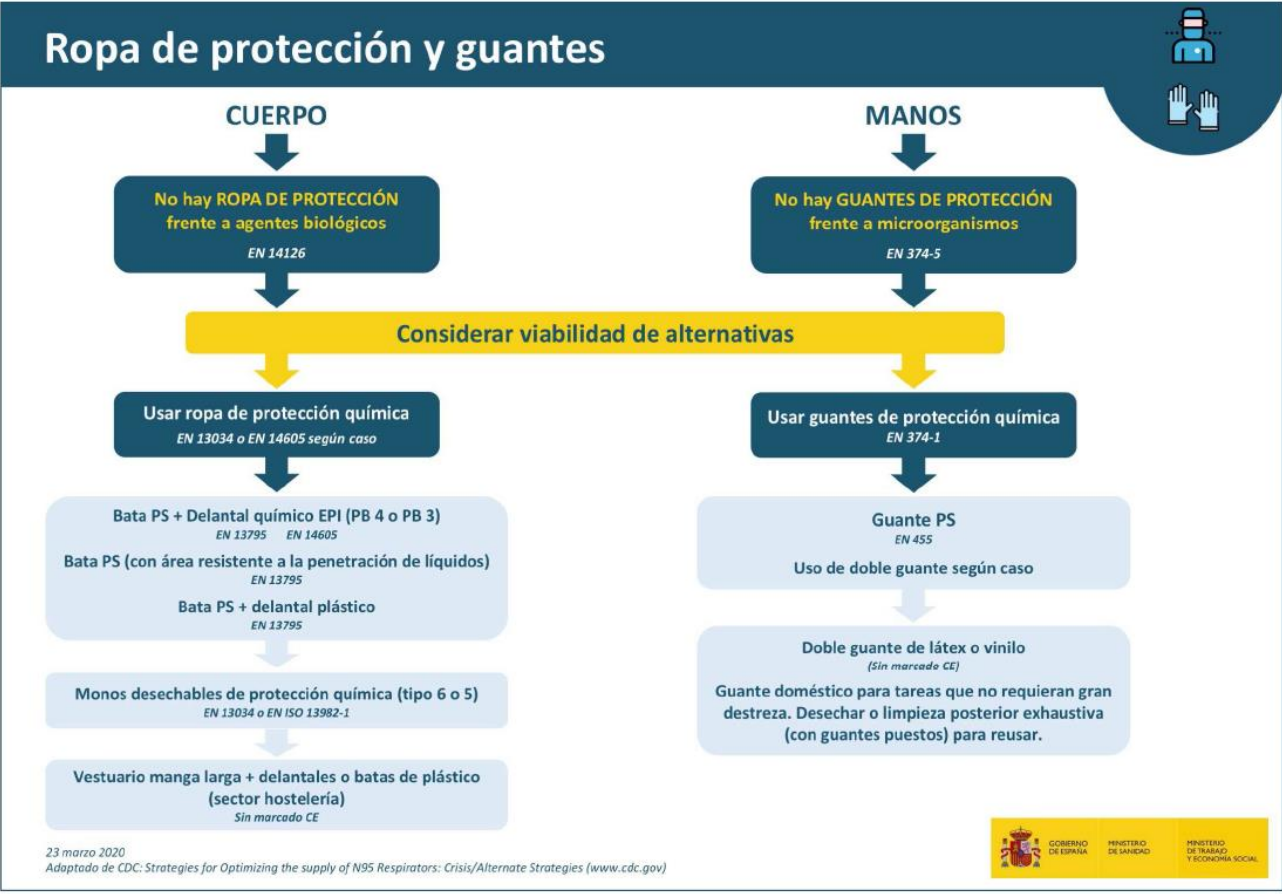 Ropa de protección y guantes
CUERPO
No hay ROPA DE PROTECCIÓN
frente a agentes biológicos
EN 14126
MANOS
No hay GUANTES DE PROTECCIÓN
frente a microorganismos
EN 374-5
Considerar viabilidad de alternativas
Usar ropa de protección química
EN 13034 o EN 14605 según caso
Bata PS + Delantal químico EPI (PB 4 o PB 3)
EN 13795 EN 14605
Bata PS (con área resistente a la penetración de líquidos)
EN 13795
Bata PS + delantal plástico
EN 13795
Monos desechables de protección química (tipo 6 o 5)
EN 13034 o EN ISO 13982-1
Vestuario manga larga + delantales o batas de plástico
(sector hostelería)
Sin marcado CE
Usar guantes de protección química
EN 374-1
Guante PS
EN 455
Uso de doble guante según caso
Doble guante de látex o vinilo
(Sin marcado CE)
Guante doméstico para tareas que no requieran gran
destreza. Desechar o limpieza posterior exhaustiva
(con guantes puestos) para reusar.
23 marzo 2020
Adaptado de CDC: Strategies for Optimizing the supply of N95 Respirators: Crisis/Alternate Strategies (www.cdc.gov)
GOBIERNO
DE ESPAÑA
MINISTERIO
DE SANIDAD
MINISTERIO
DE TRABAJO
Y ECONOMÍA SOCIAL